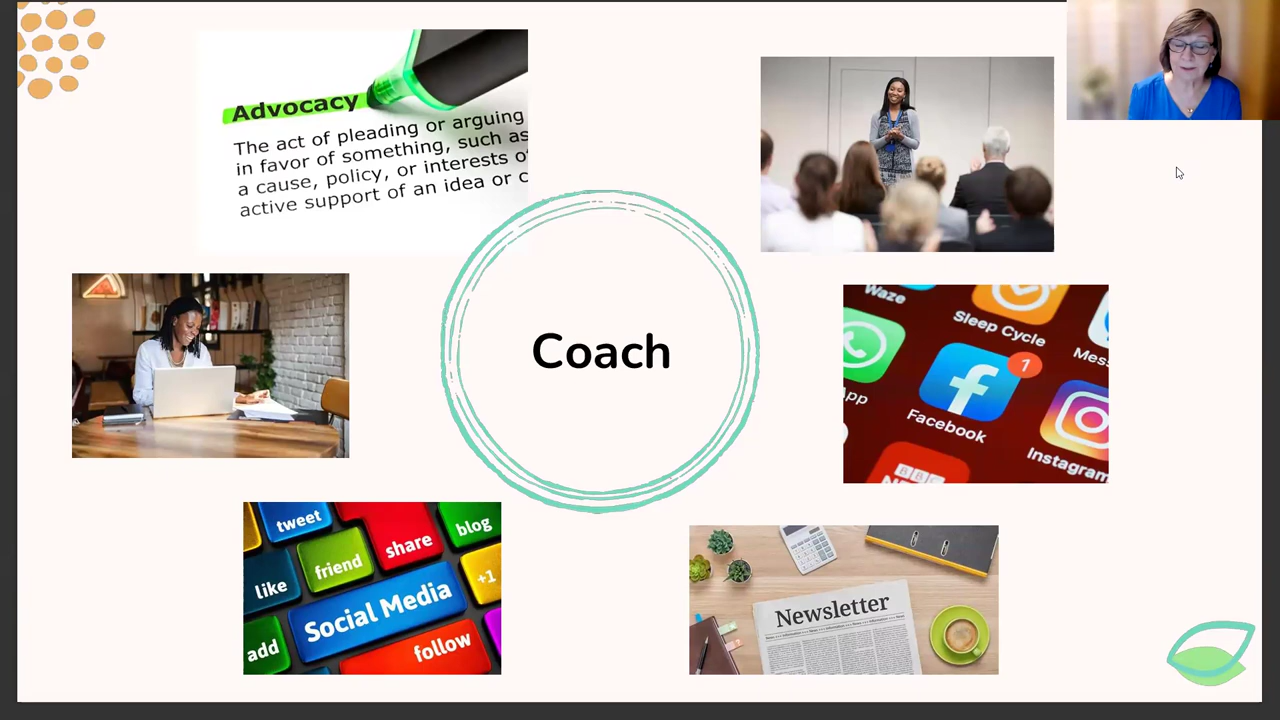 Advocacy
The act of pleading or arguing
in favor of something, such as
a cause, policy, or interests
active support of an idea or
Coach
Waze
Sleep Cycle
1
Facebook
Instagram
BBC
tweet
share
blog
like
friend
+1
Social Media
add
follow
Newsletter